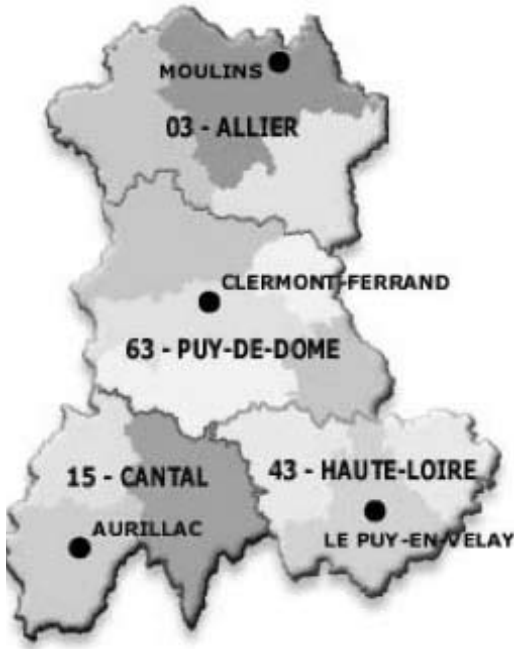 MOULINS
03 - ALLIER
CLERMONT-FERRAND
63 - PUY-DE-DOME
15 - CANTAL
43 - HAUTE-LOIRE
AURILLAC
LE PUY-EN-VELAY